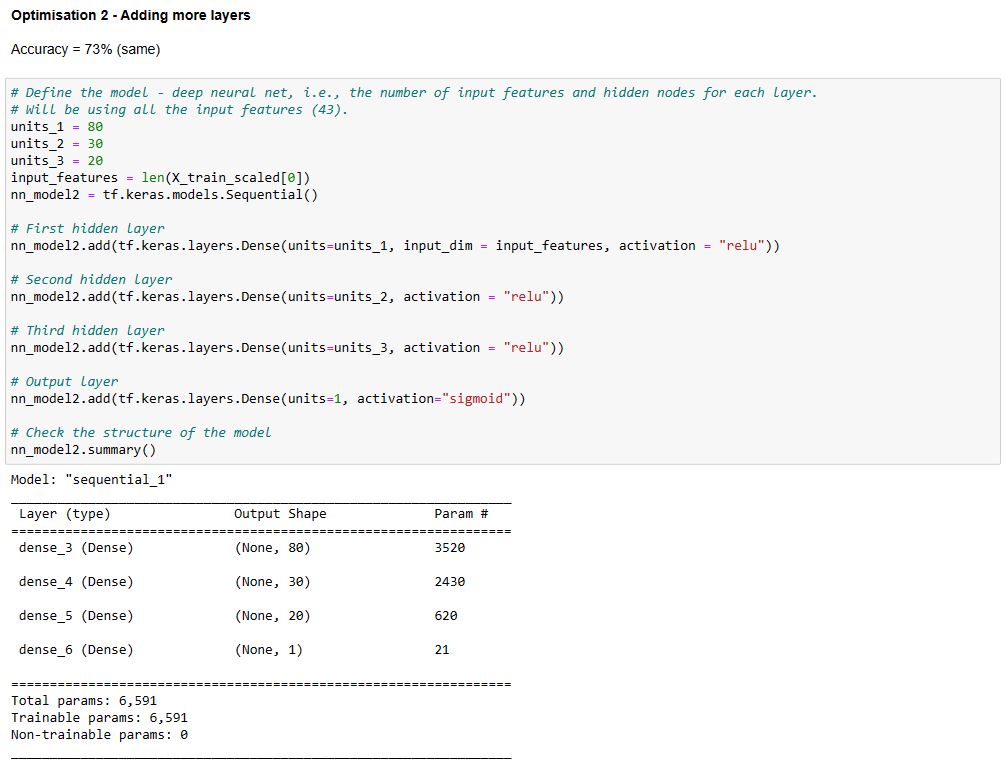 Optimisation 2 - Adding more layers
Accuracy = 73% (same)
# Define the model - deep neural net, i.e., the number of input features and hidden nodes for each layer.
# Will be using all the input features (43).
units_1 = 80
units_2 = 30
units_3 = 20
input_features = len(X_train_scaled[0])
nn_model2 = tf.keras.models.Sequential()
# First hidden layer
nn_model2.add(tf.keras.layers.Dense(units=units_1, input_dim = input_features, activation = "relu"))
# Second hidden layer
nn_model2.add(tf.keras.layers.Dense(units=units_2, activation = "relu"))
# Third hidden layer
nn_model2.add(tf.keras.layers.Dense(units=units_3, activation = "relu"))
# Output layer
nn_model2.add(tf.keras.layers.Dense(units=1, activation="sigmoid"))
# Check the structure of the model
nn_model2.summary()
Model: "sequential_1"
_________________________________________________________________
Layer (type) Output Shape Param #
=================================================================
dense_3 (Dense) (None, 80) 3520
dense_4 (Dense) (None, 30) 2430
dense_5 (Dense) (None, 20) 620
dense_6 (Dense) (None, 1) 21
=================================================================
Total params: 6,591
Trainable params: 6,591
Non-trainable params: 0
_________________________________________________________________